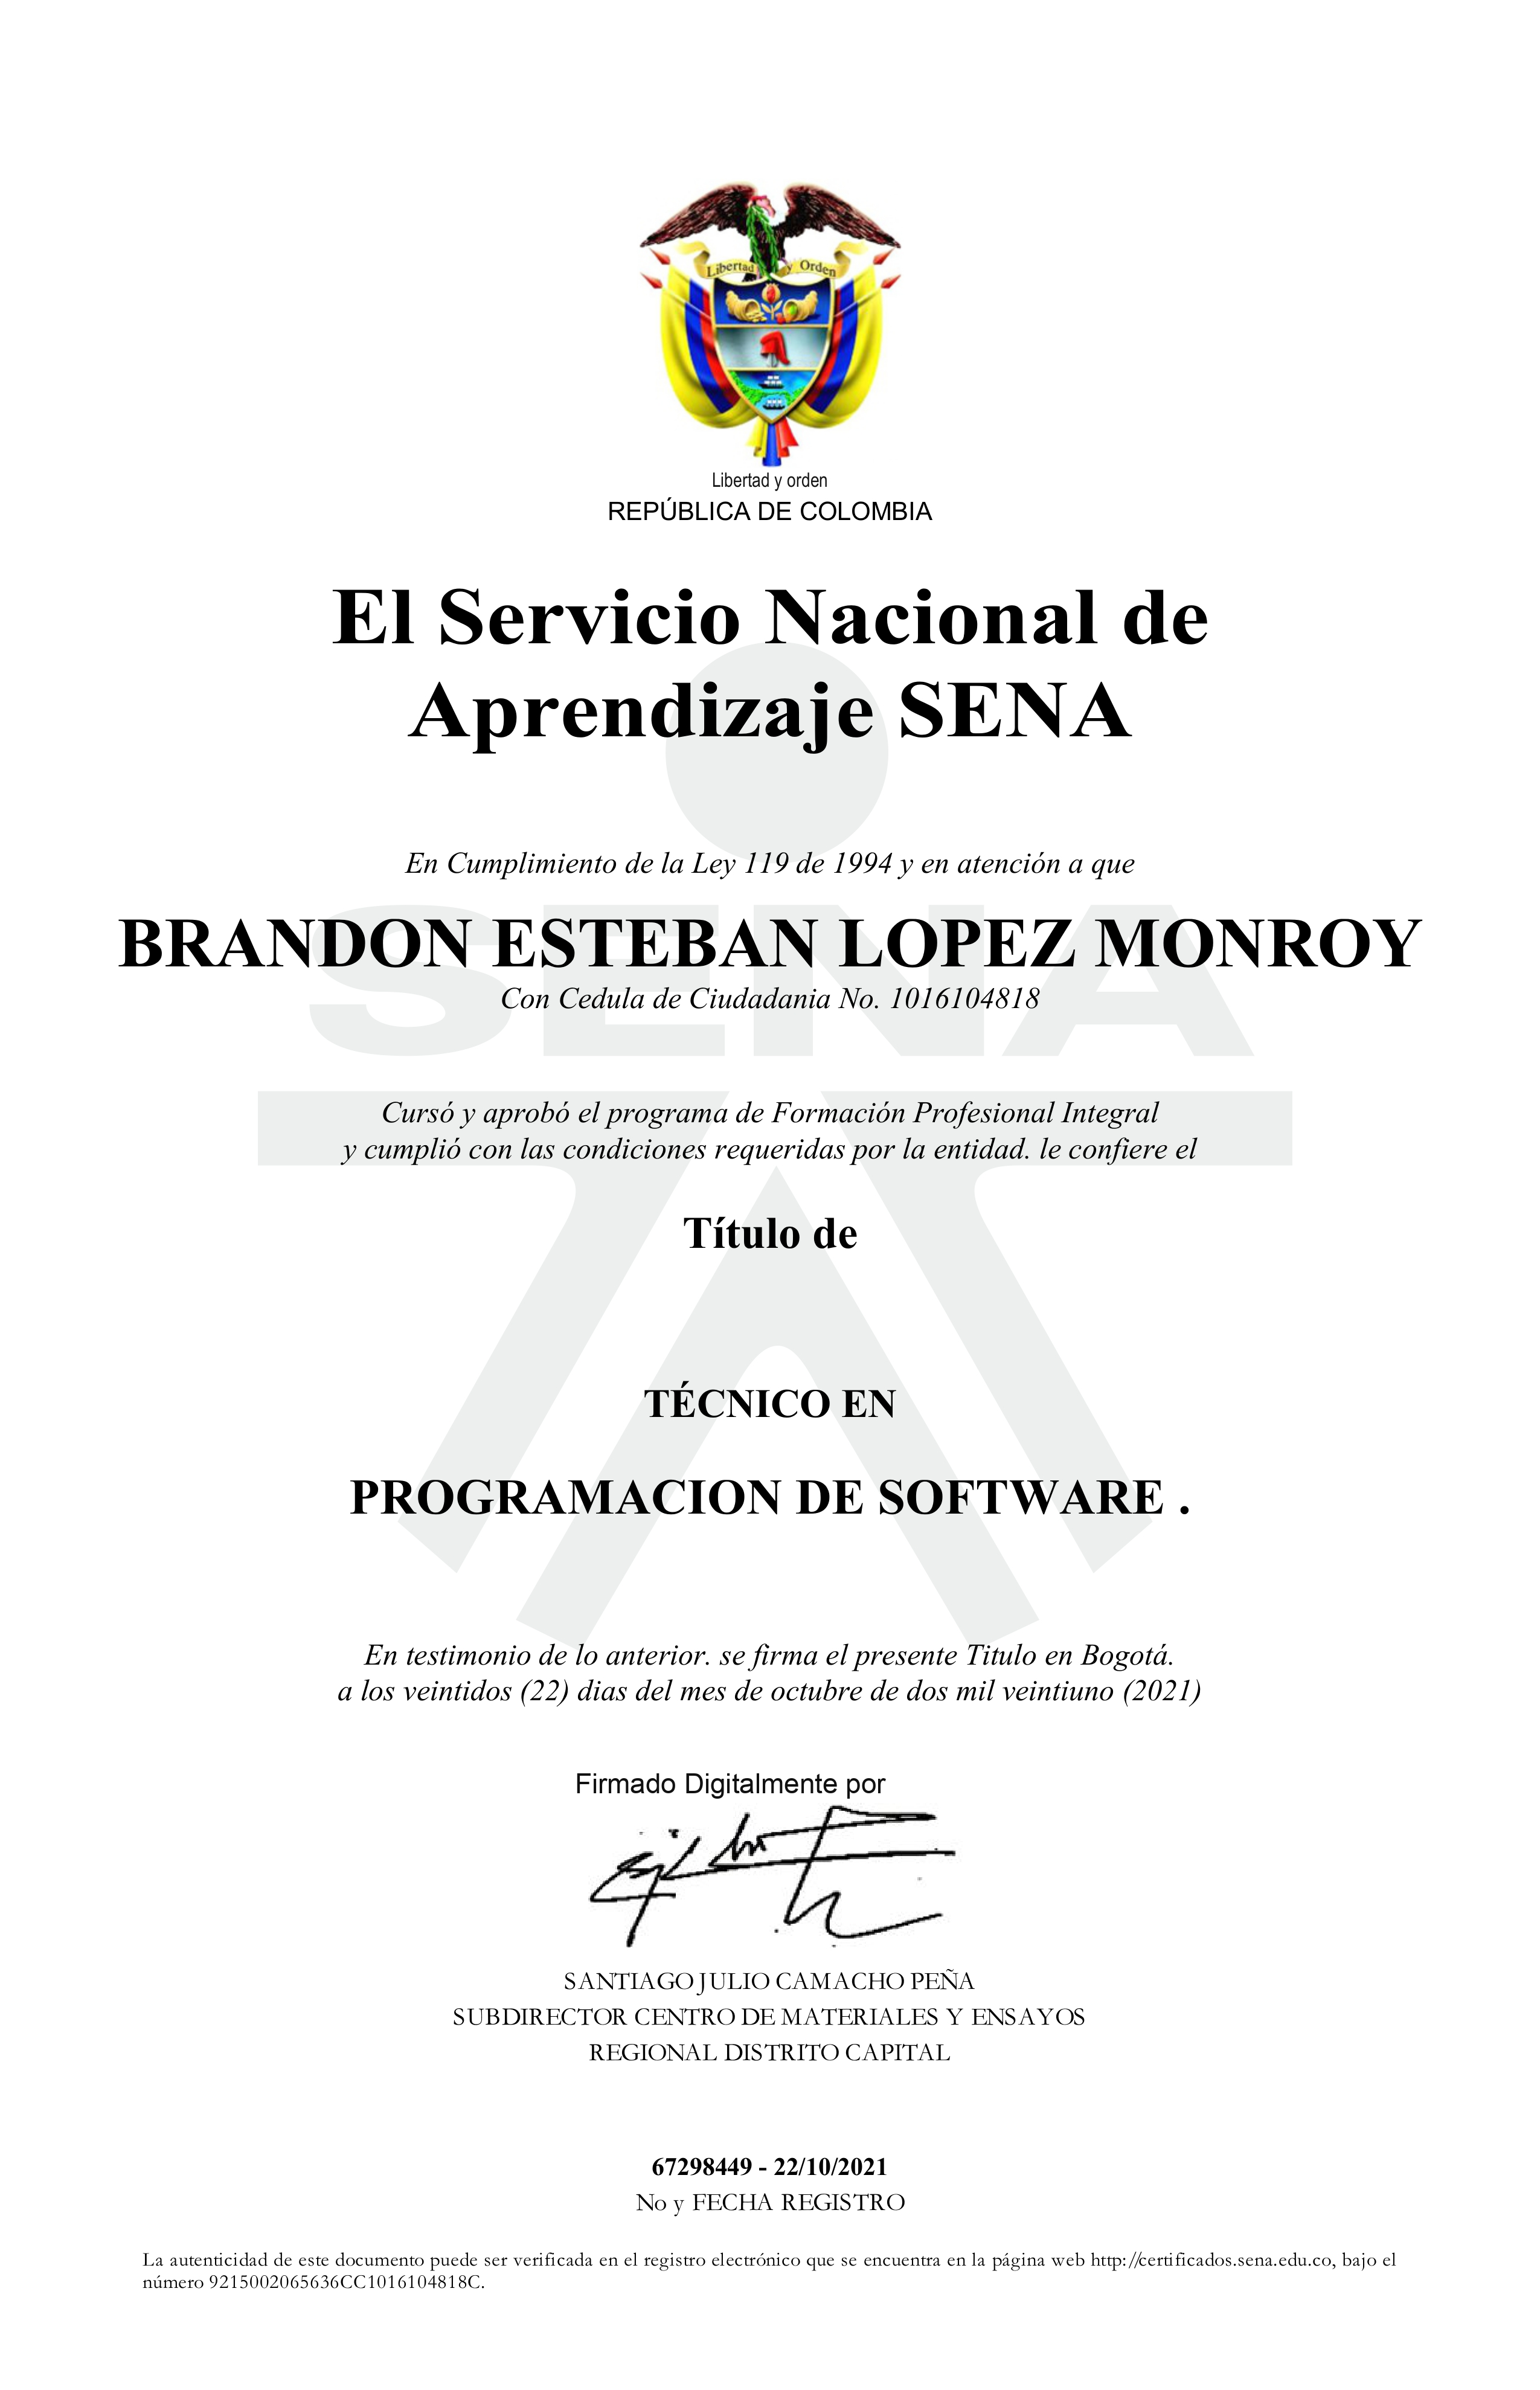 Libertad y Orden
Libertad y orden
REPÚBLICA DE COLOMBIA
El Servicio Nacional de
Aprendizaje SENA
En Cumplimiento de la Ley 119 de 1994 y en atención a que
SENA
BRANDON ESTEBAN LOPEZ MONROY
Con Cedula de Ciudadania No. 1016104818
Cursó y aprobó el programa de Formación Profesional Integral
y cumplió con las condiciones requeridas por la entidad. le confiere el
Título de
TÉCNICO EN
PROGRAMACION DE SOFTWARE .
En testimonio de lo anterior. se firma el presente Titulo en Bogotá.
a los veintidos (22) dias del mes de octubre de dos mil veintiuno (2021)
Firmado Digitalmente por
SANTIAGO JULIO CAMACHO PEÑA
SUBDIRECTOR CENTRO DE MATERIALES Y ENSAYOS
REGIONAL DISTRITO CAPITAL
67298449 - 22/10/2021
No y FECHA REGISTRO
La autenticidad de este documento puede ser verificada en el registro electrónico que se encuentra en la página web http://certificados.sena.edu.co, bajo el
número 9215002065636CC1016104818C.